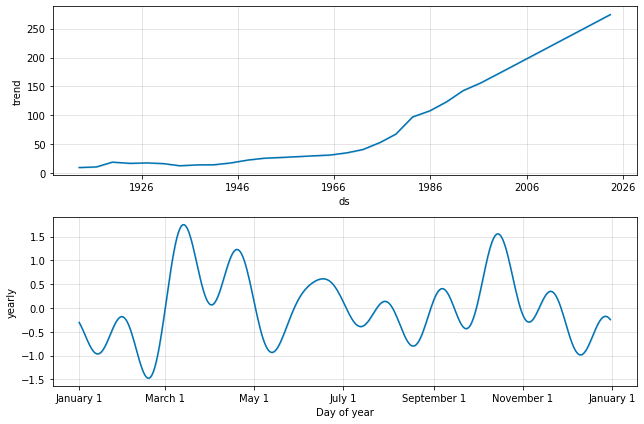 trend
250
200
150
100
50
0
1926 1946 1966 1986 2006 2026
ds
yearly
1.5
1.0
0.5
0.0
−0.5
−1.0
−1.5
January 1 March 1 May 1 July 1 September 1 November 1 January 1
Day of year